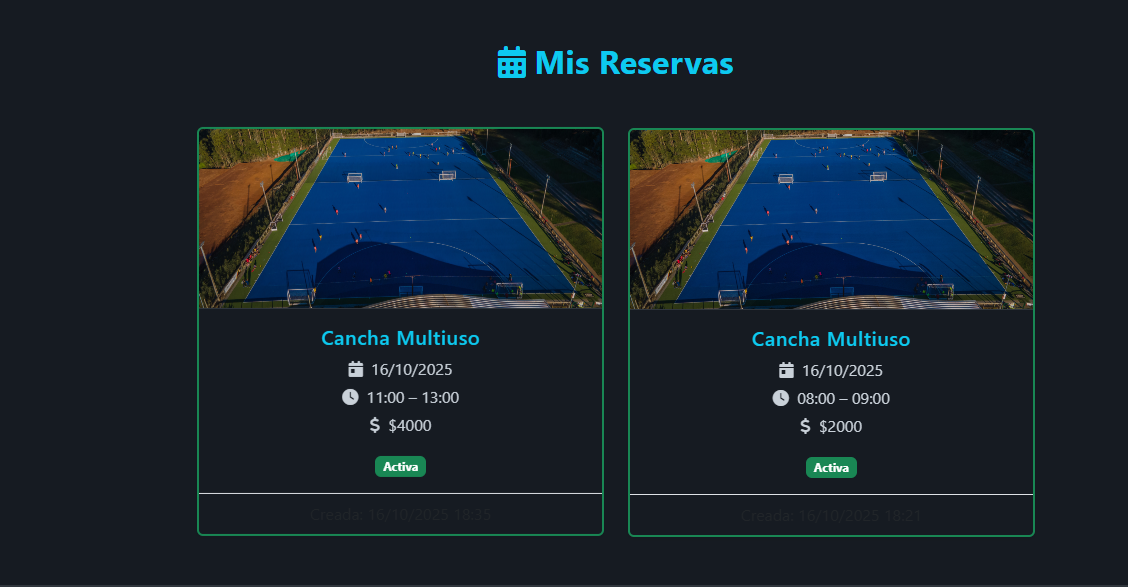 Mis Reservas
Cancha Multiuso
16/10/2025
11:00 – 13:00
$4000
Activa
Creada: 16/10/2025 18:35
Cancha Multiuso
16/10/2025
08:00 – 09:00
$2000
Activa
Creada: 16/10/2025 18:21